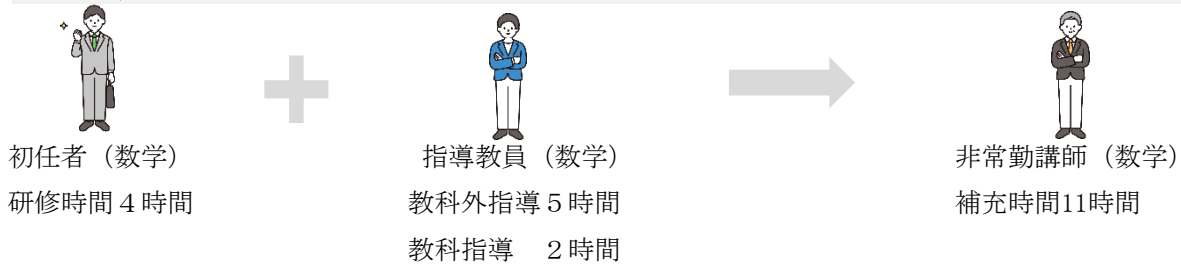 初任者（数学）
指導教員（数学）
非常勤講師（数学）
研修時間４時間
教科外指導５時間
補充時間11時間
教科指導　２時間